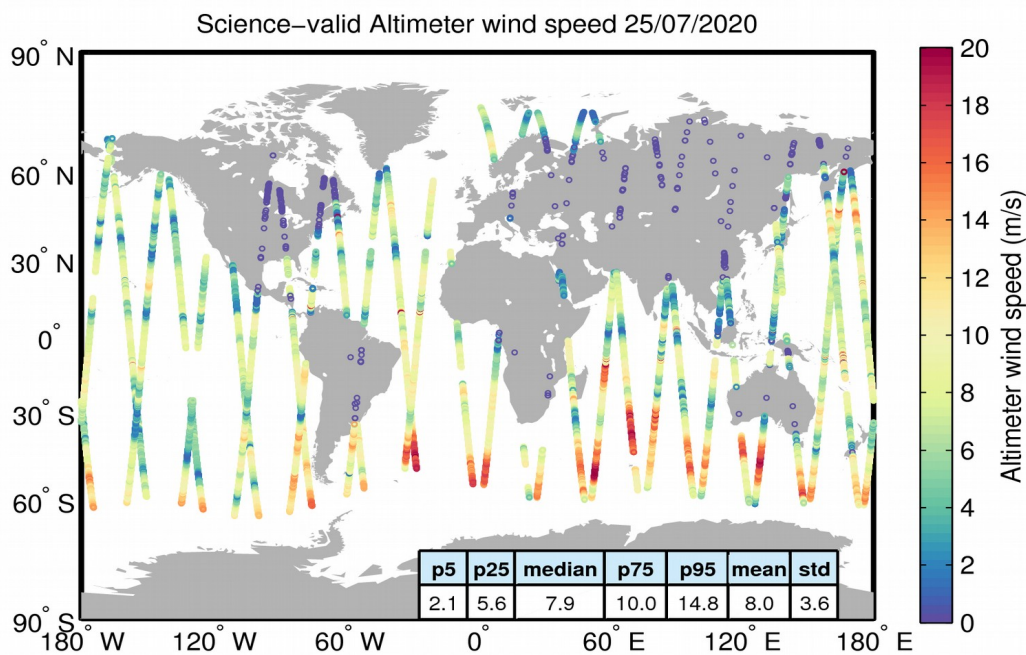 Science-valid Altimeter wind speed 25/07/2020
90° N
60° N
30° N
0°
30° S
60° S
90° S
180° W
120° W
60° W
0°
60° E
120° E
180° E
p5 p25 median p75 p95 mean std
2.1 5.6 7.9 10.0 14.8 8.0 3.6
20
18
16
14
12
10
8
6
4
2
0
Altimeter wind speed (m/s)